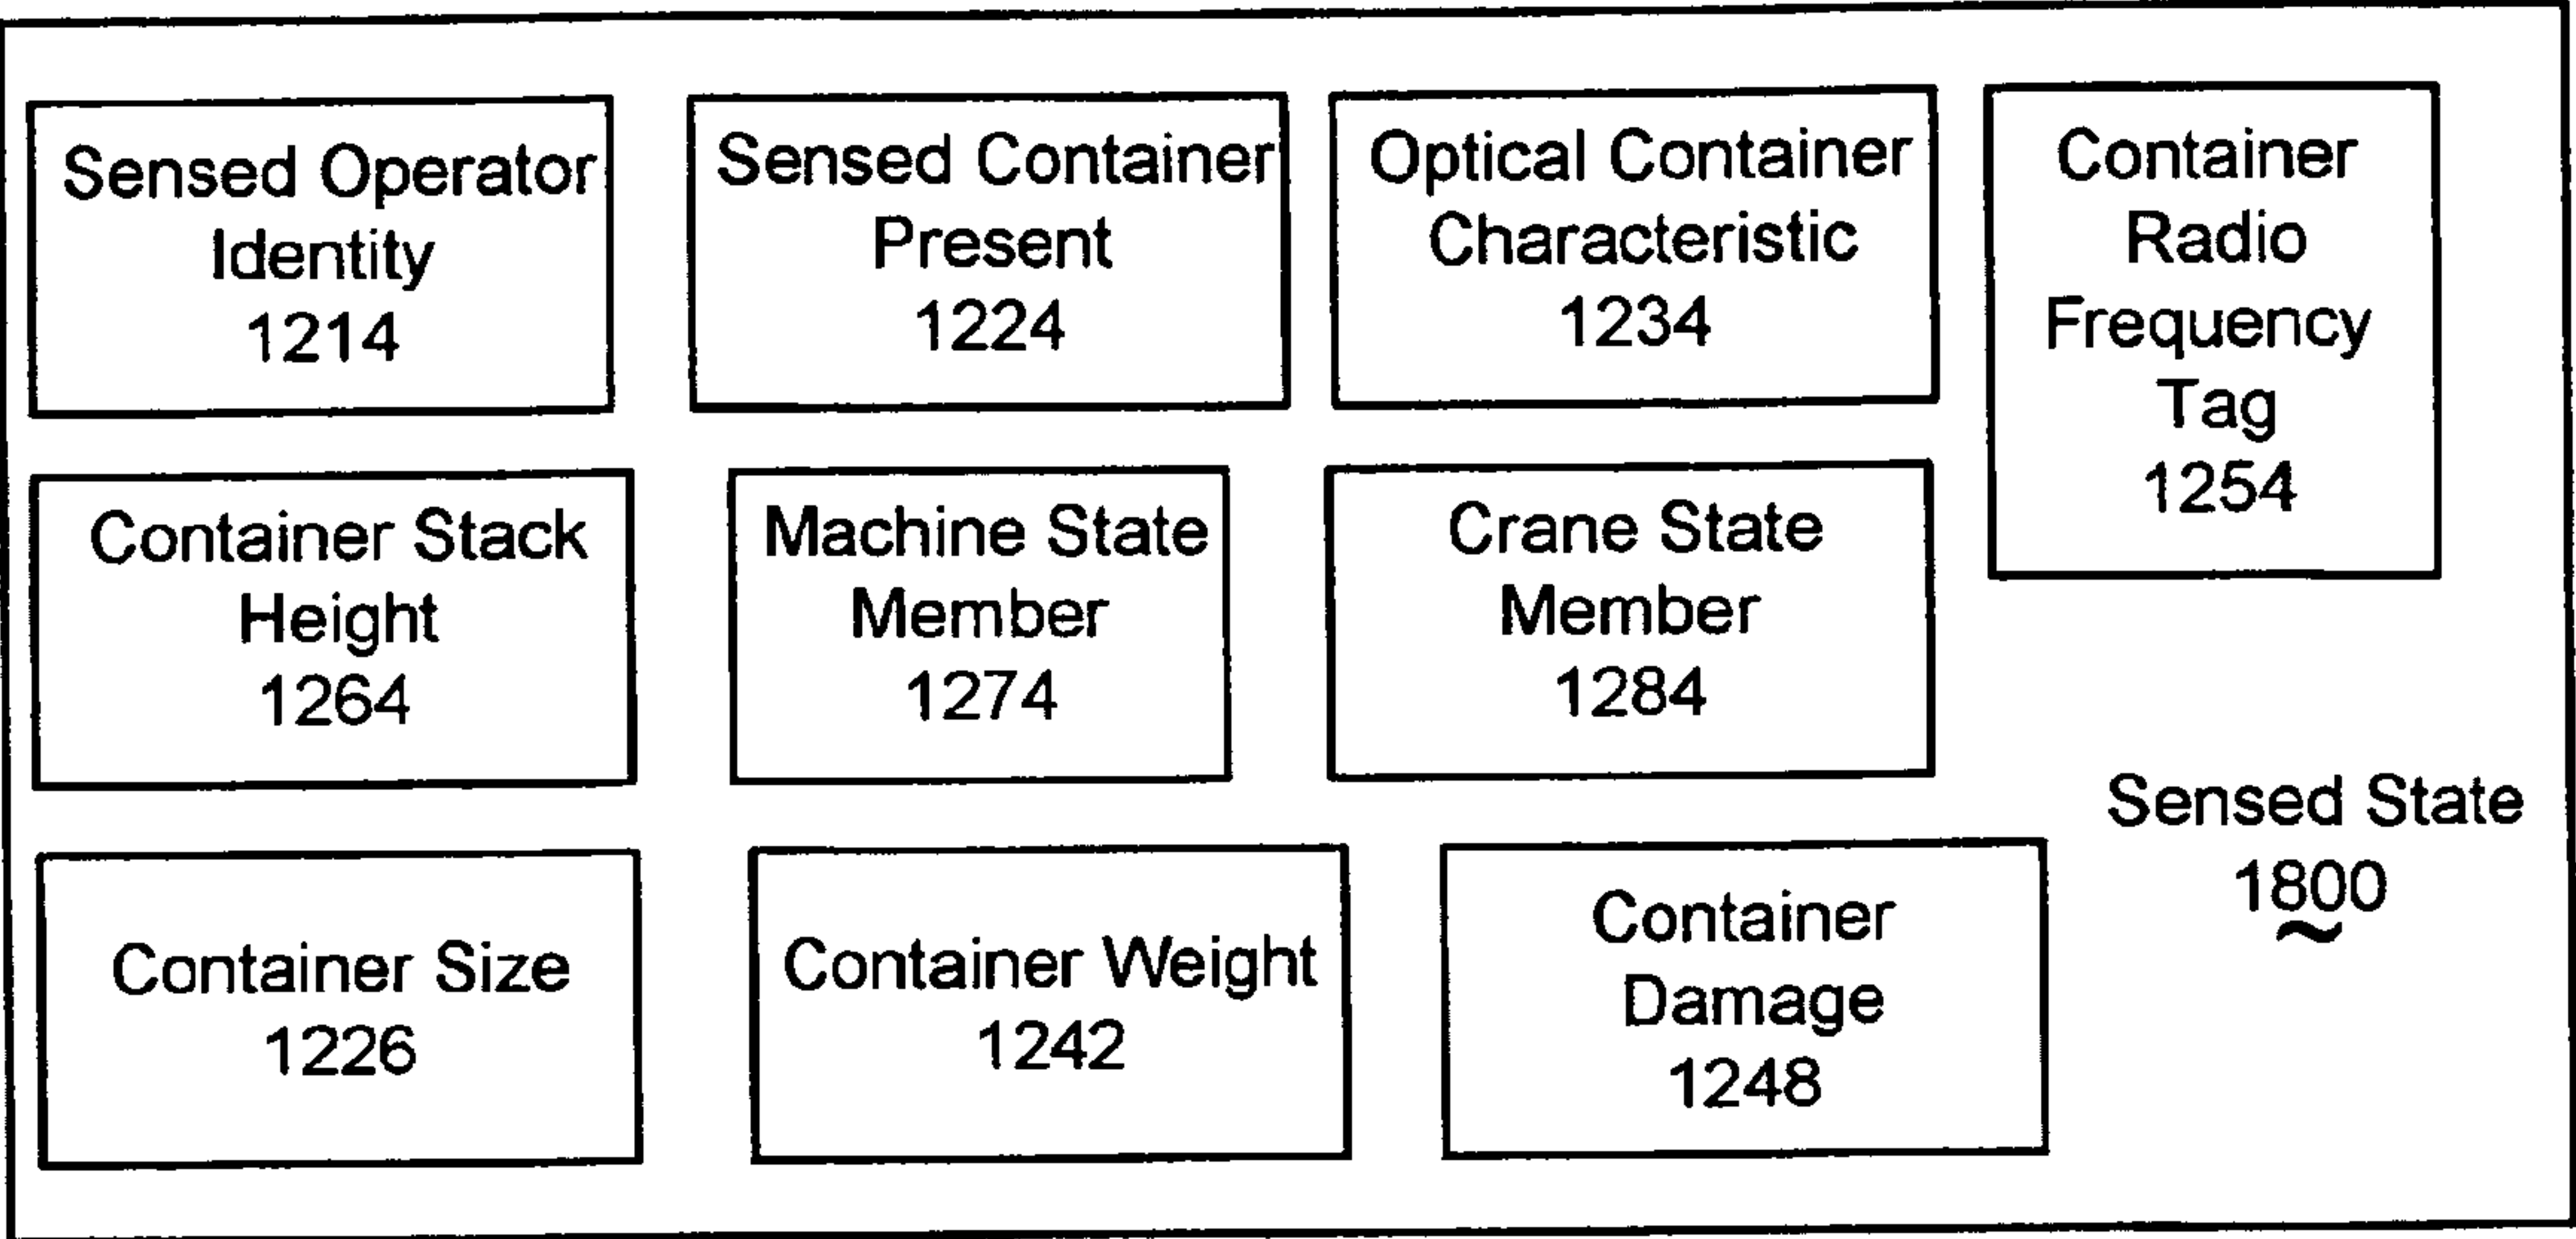 Sensed Operator
Identity
1214
Sensed Container
Present
1224
Optical Container
Characteristic
1234
Container
Radio
Frequency
Tag
1254
Container Stack
Height
1264
Machine State
Member
1274
Crane State
Member
1284
Sensed State
1800
~
Container Size
1226
Container Weight
1242
Container
Damage
1248